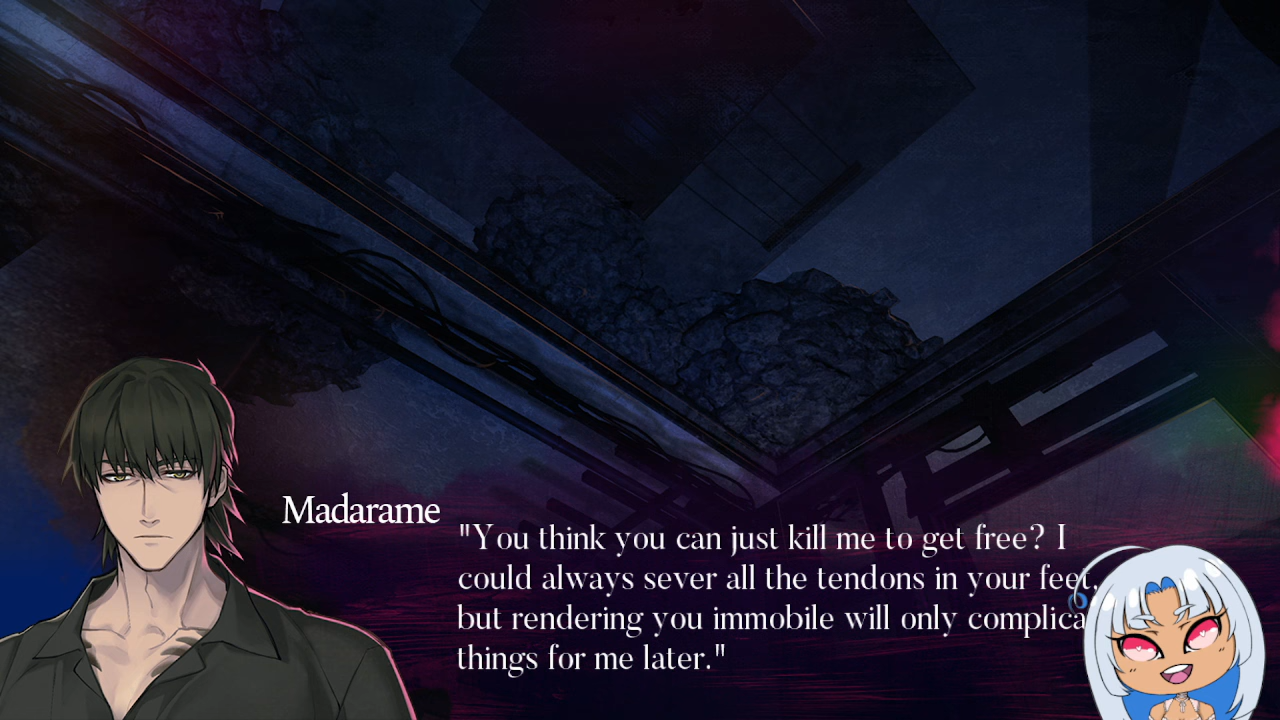 Madarame
"You think you can just kill me to get free? I
could always sever all the tendons in your feet,
but rendering you immobile will only complica
things for me later."